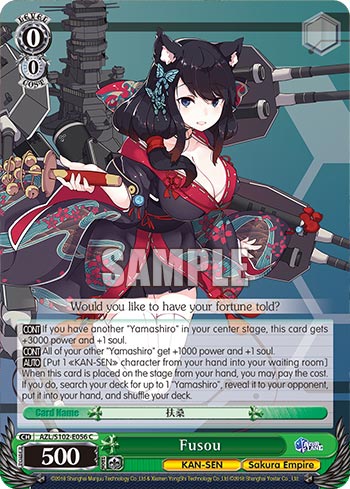 LEVEL
0
0
COST
SAMPLE
Would you like to have your fortune told?
CONT If you have another "Yamashiro" in your center stage, this card gets
+3000 power and +1 soul.
CONT All of your other "Yamashiro" get +1000 power and +1 soul.
AUTO [Put 1 «KAN-SEN» character from your hand into your waiting room]
When this card is placed on the stage from your hand, you may pay the cost.
If you do, search your deck for up to 1 "Yamashiro", reveal it to your opponent,
put it into your hand, and shuffle your deck.
Card Name
扶桑
CH AZL/S102-E056 C
Fusou
POWER
500
KAN-SEN
Sakura Empire